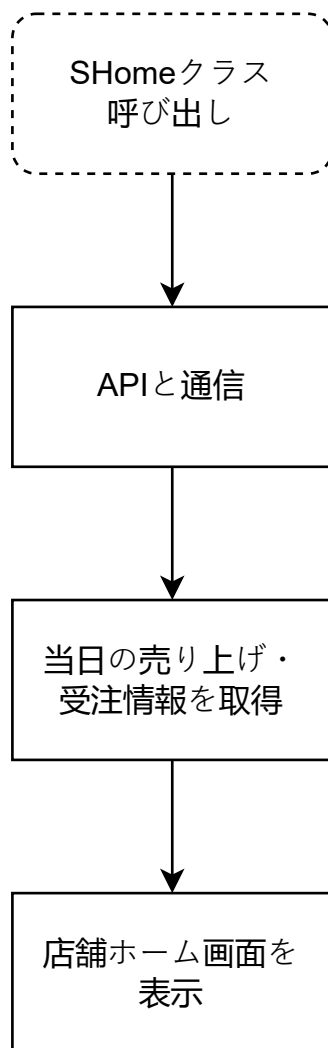 SHomeクラス
呼び出し
APIと通信
当日の売り上げ・
受注情報を取得
店舗ホーム画面を
表示